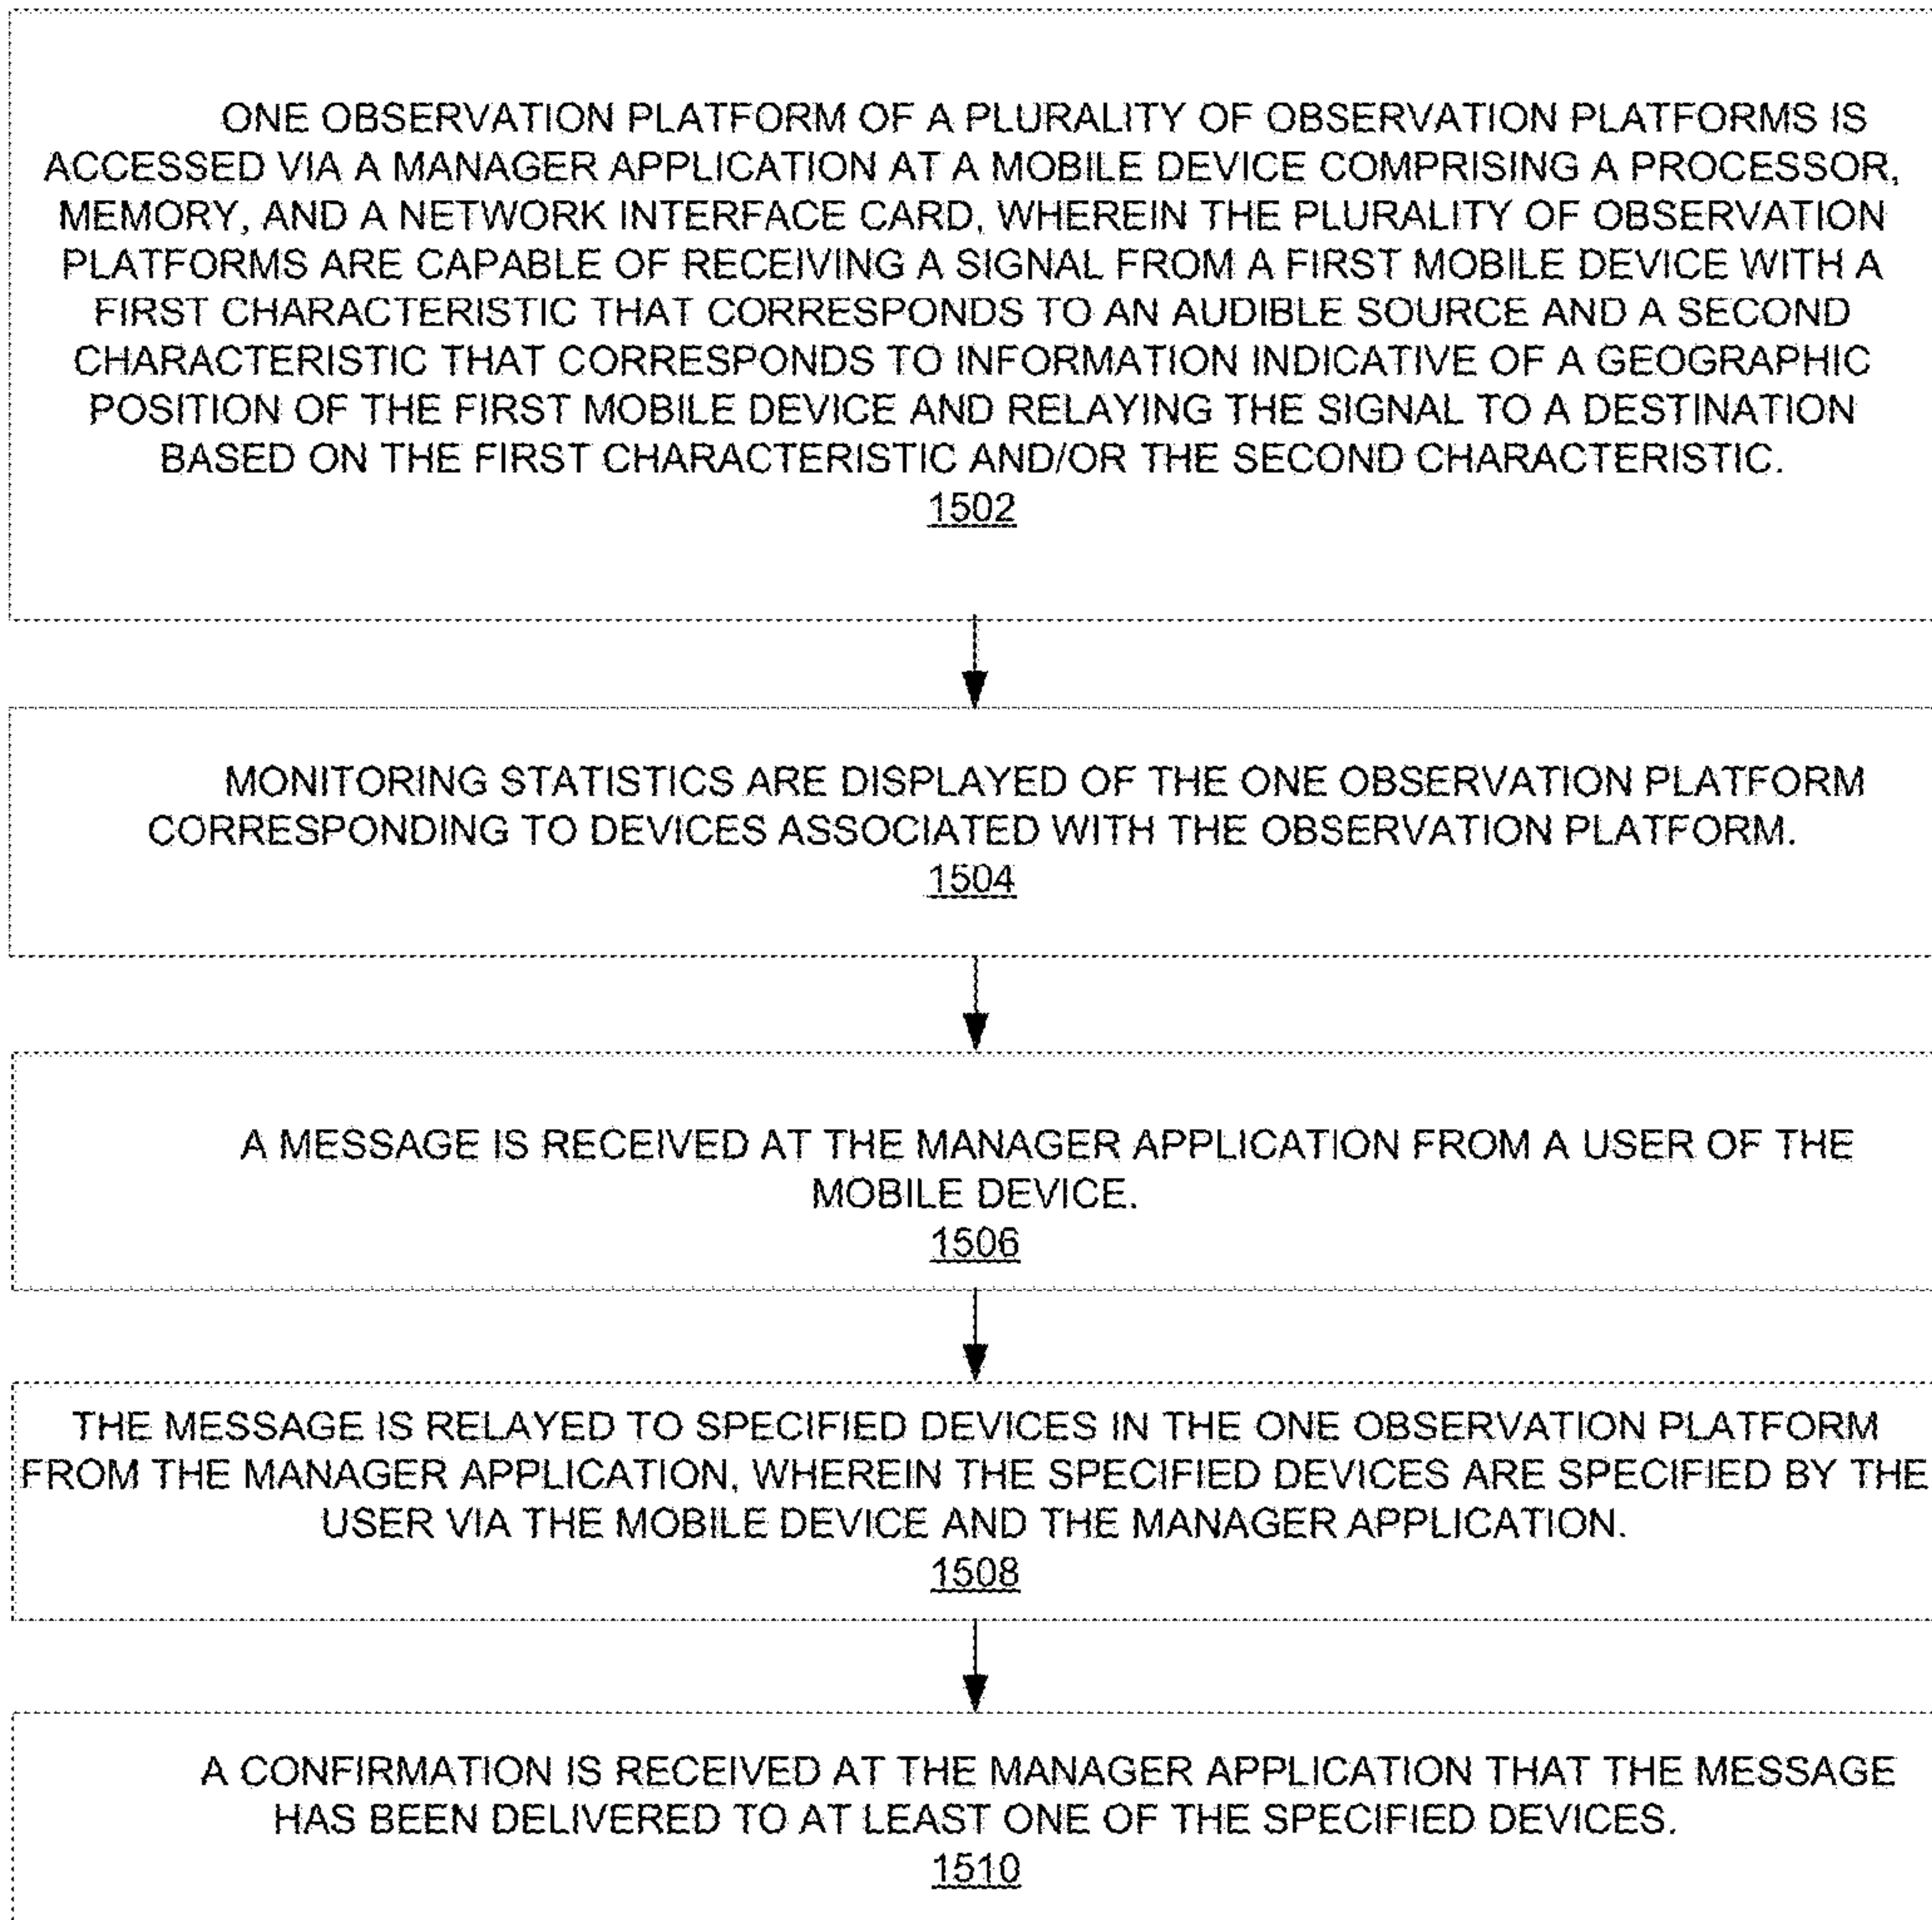 ONE OBSERVATION PLATFORM OF A PLURALITY OF OBSERVATION PLATFORMS IS
ACCESSED VIA A MANAGER APPLICATION AT A MOBILE DEVICE COMPRISING A PROCESSOR,
MEMORY, AND A NETWORK INTERFACE CARD, WHEREIN THE PLURALITY OF OBSERVATION
PLATFORMS ARE CAPABLE OF RECEIVING A SIGNAL FROM A FIRST MOBILE DEVICE WITH A
FIRST CHARACTERISTIC THAT CORRESPONDS TO AN AUDIBLE SOURCE AND A SECOND
CHARACTERISTIC THAT CORRESPONDS TO INFORMATION INDICATIVE OF A GEOGRAPHIC
POSITION OF THE FIRST MOBILE DEVICE AND RELAYING THE SIGNAL TO A DESTINATION
BASED ON THE FIRST CHARACTERISTIC AND/OR THE SECOND CHARACTERISTIC.
1502
MONITORING STATISTICS ARE DISPLAYED OF THE ONE OBSERVATION PLATFORM
CORRESPONDING TO DEVICES ASSOCIATED WITH THE OBSERVATION PLATFORM.
1504
A MESSAGE IS RECEIVED AT THE MANAGER APPLICATION FROM A USER OF THE
MOBILE DEVICE.
1506
THE MESSAGE IS RELAYED TO SPECIFIED DEVICES IN THE ONE OBSERVATION PLATFORM
FROM THE MANAGER APPLICATION, WHEREIN THE SPECIFIED DEVICES ARE SPECIFIED BY THE
USER VIA THE MOBILE DEVICE AND THE MANAGER APPLICATION.
1508
A CONFIRMATION IS RECEIVED AT THE MANAGER APPLICATION THAT THE MESSAGE
HAS BEEN DELIVERED TO AT LEAST ONE OF THE SPECIFIED DEVICES.
1510